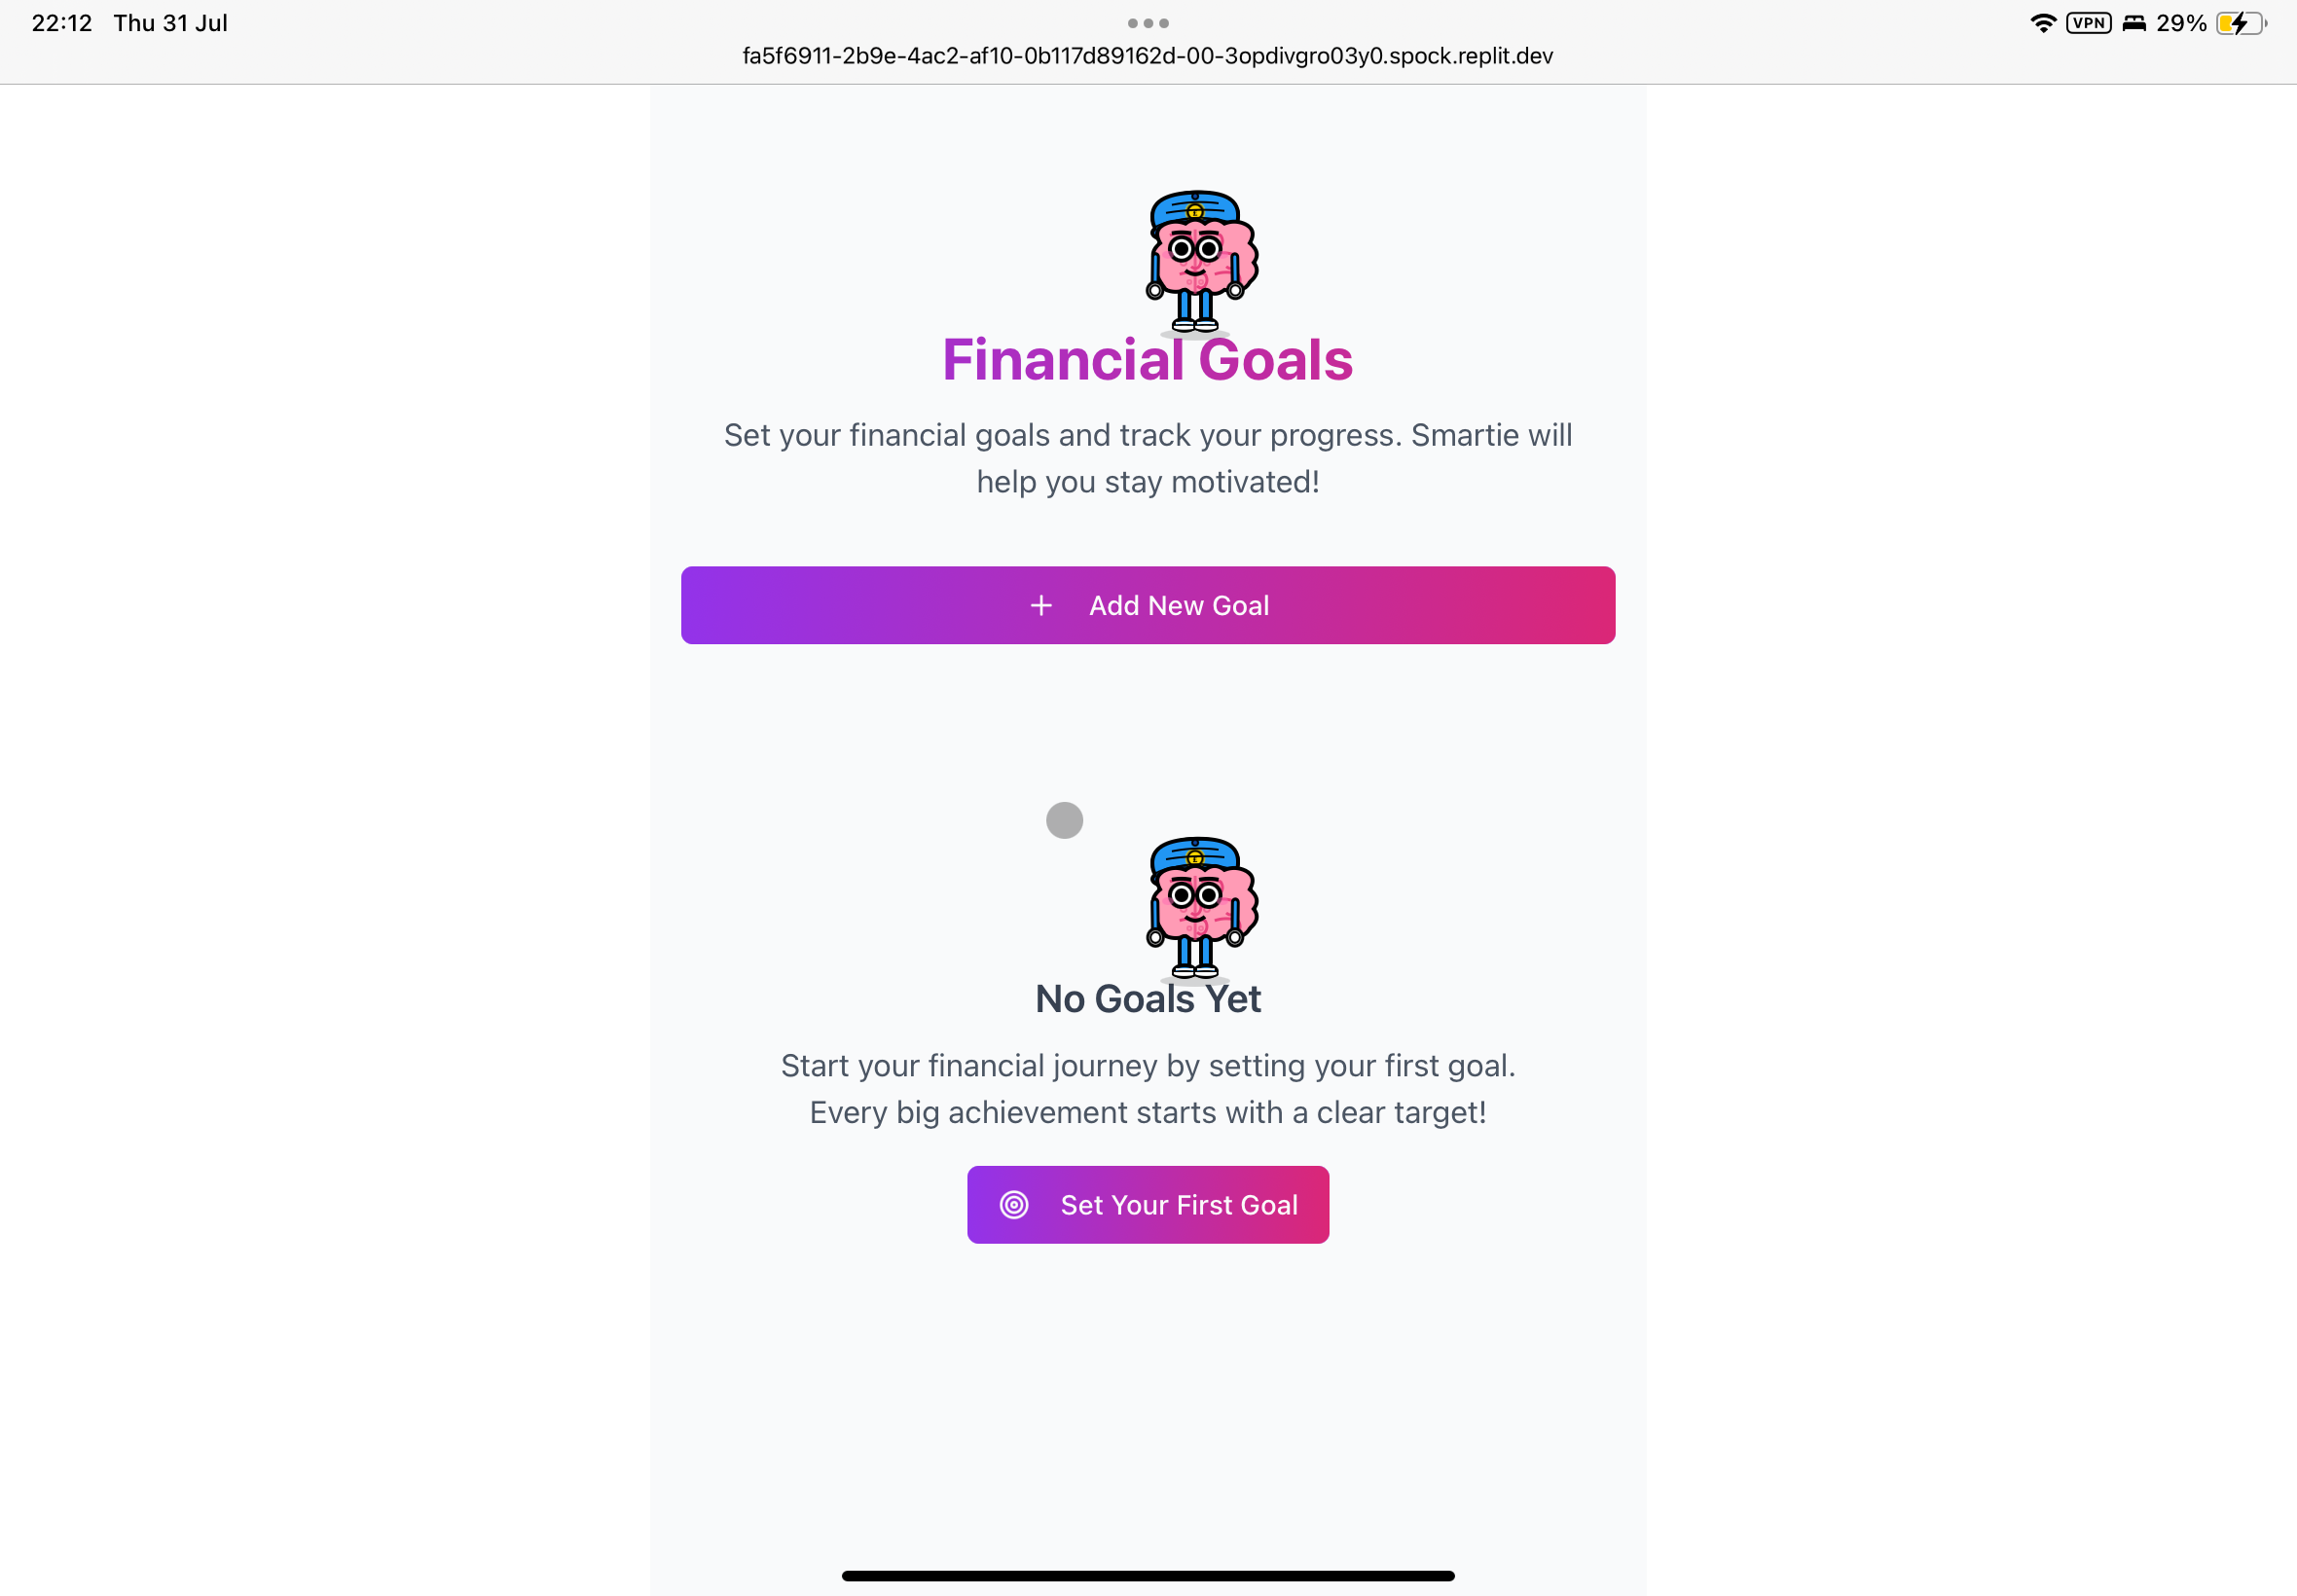 22:12 Thu 31 Jul
VPN 29%
fa5f6911-2b9e-4ac2-af10-0b117d89162d-00-3opdivgro03y0.spock.replit.dev
Financial Goals
Set your financial goals and track your progress. Smartie will
help you stay motivated!
+ Add New Goal
No Goals Yet
Start your financial journey by setting your first goal.
Every big achievement starts with a clear target!
Set Your First Goal